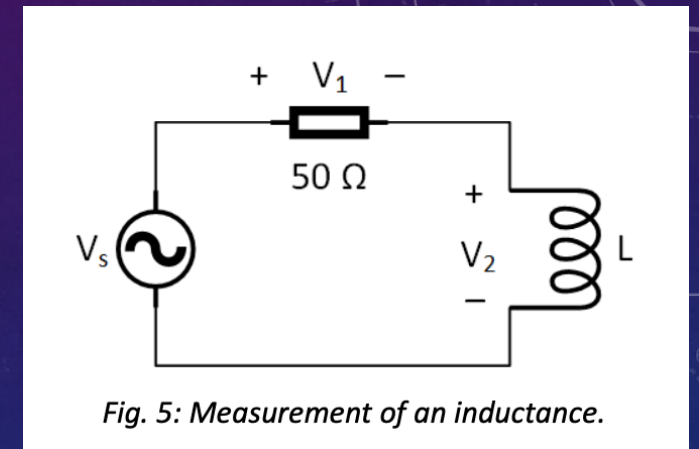 + V₁ −
50 Ω
+
Vₛ
V₂
L
−
Fig. 5: Measurement of an inductance.